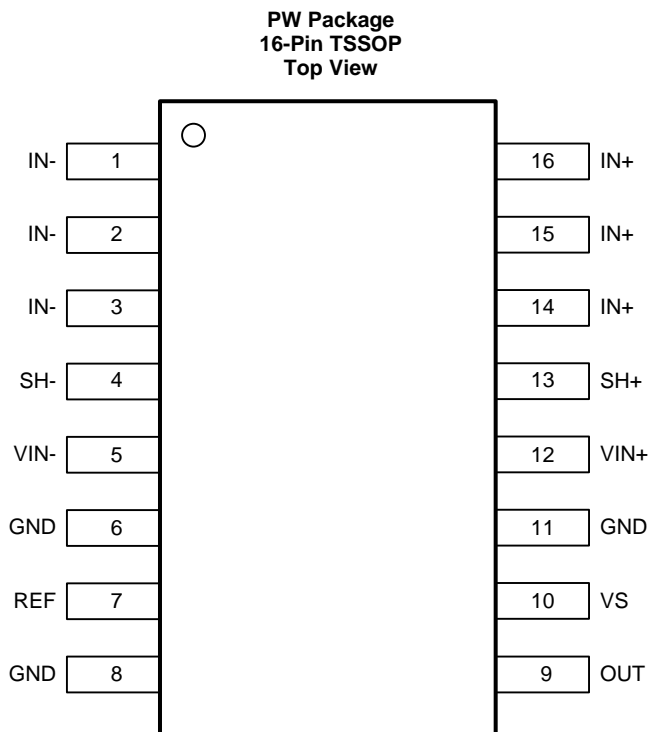 PW Package
16-Pin TSSOP
Top View
IN- 1 16 IN+
IN- 2 15 IN+
IN- 3 14 IN+
SH- 4 13 SH+
VIN- 5 12 VIN+
GND 6 11 GND
REF 7 10 VS
GND 8 9 OUT